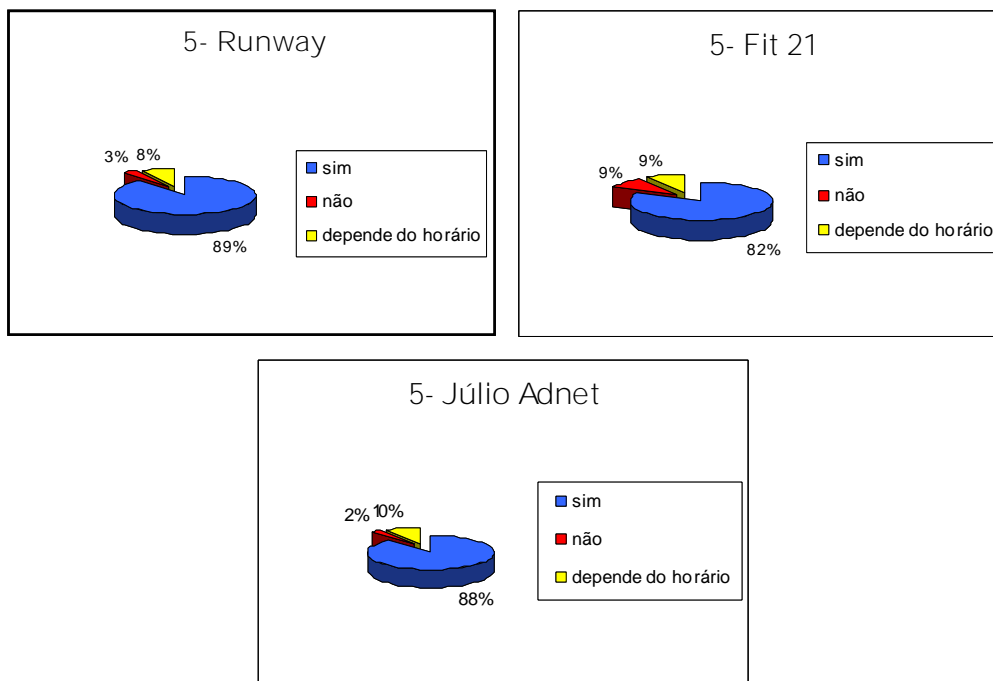 5- Runway
3%
8%
89%
sim
não
depende do horário
5- Fit 21
9%
9%
82%
sim
não
depende do horário
5- Júlio Adnet
2%
10%
88%
sim
não
depende do horário